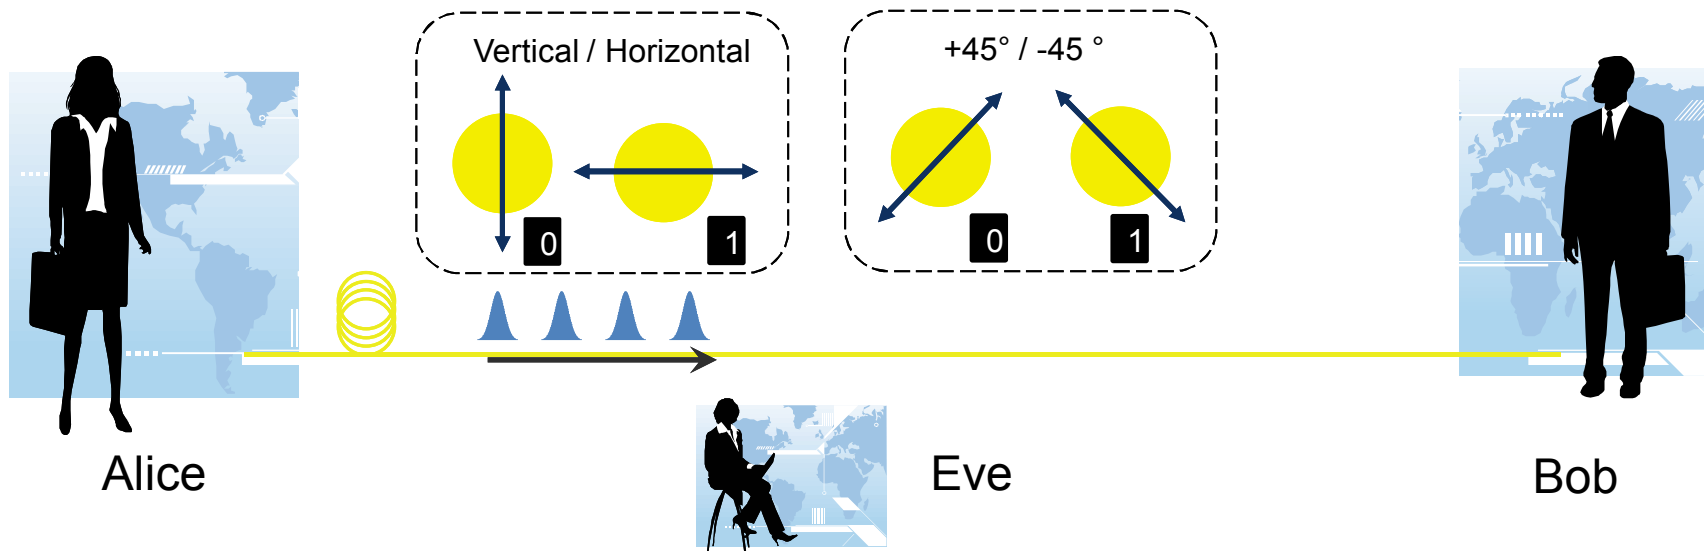 Vertical / Horizontal
+45° / -45 °
0
1
0
1
Alice
Eve
Bob